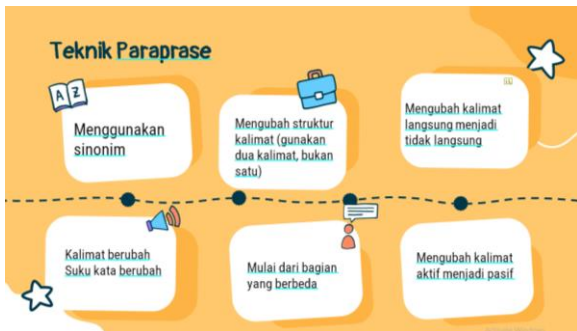 Teknik Paraprase
A Z
Menggunakan
sinonim
Mengubah struktur
kalimat (gunakan
dua kalimat, bukan
satu)
Mengubah kalimat
langsung menjadi
tidak langsung
Kalimat berubah
Suku kata berubah
Mulai dari bagian
yang berbeda
Mengubah kalimat
aktif menjadi pasif